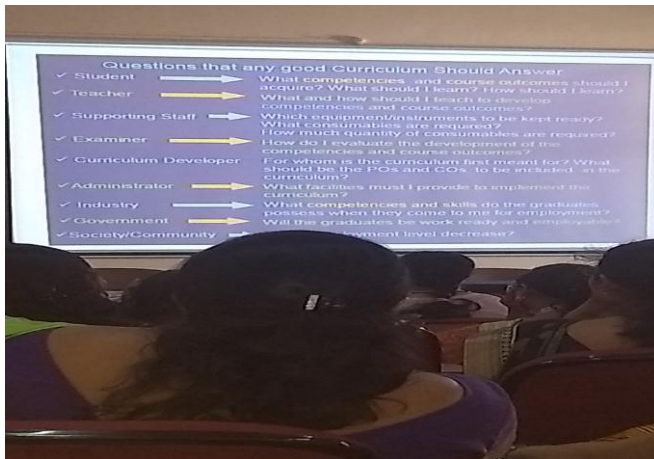 Questions that any good Curriculum Should Answer
✓ Student What competencies and course outcomes should I
acquire? What should I learn? How should I learn?
✓ Teacher What and how should I teach to develop
competencies and course outcomes?
✓ Supporting Staff Which equipment/instruments to be kept ready?
What consumables are required?
How much quantity of consumables are required?
✓ Examiner How do I evaluate the development of the
competencies and course outcomes?
✓ Curriculum Developer For whom is the curriculum first meant for? What
should be the POs and COs to be included in the
curriculum?
✓ Administrator What facilities must I provide to implement the
curriculum?
✓ Industry What competencies and skills do the graduates
possess when they come to me for employment?
✓ Government Will the graduates be work ready and employable?
✓ Society/Community level decrease?